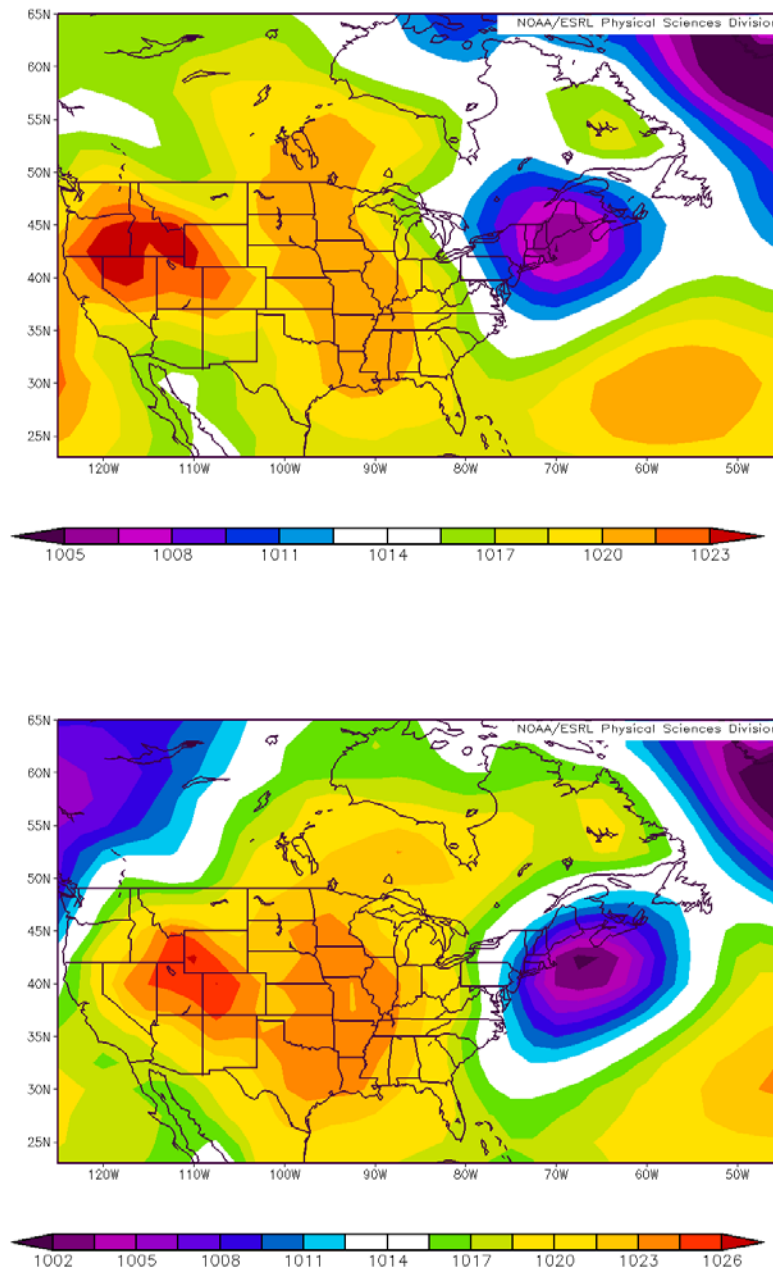 65N
NOAA/ESRL Physical Sciences Division
60N
55N
50N
45N
40N
35N
30N
25N
120W 110W 100W 90W 80W 70W 60W 50W
1005 1008 1011 1014 1017 1020 1023
65N
NOAA/ESRL Physical Sciences Division
60N
55N
50N
45N
40N
35N
30N
25N
120W 110W 100W 90W 80W 70W 60W 50W
1002 1005 1008 1011 1014 1017 1020 1023 1026